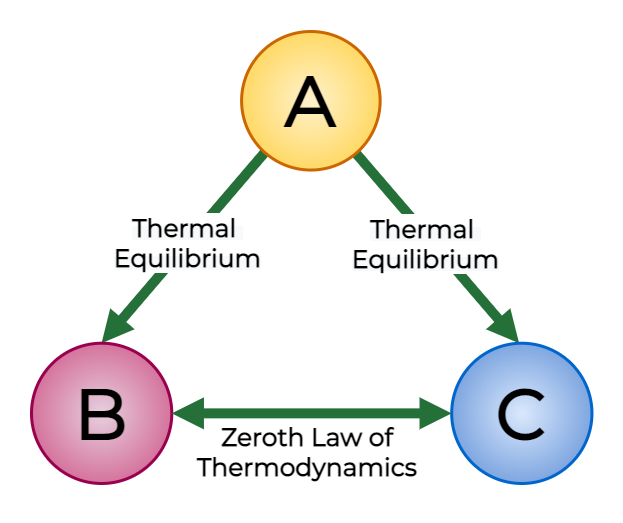 A
Thermal
Equilibrium
Thermal
Equilibrium
B
C
Zeroth Law of
Thermodynamics